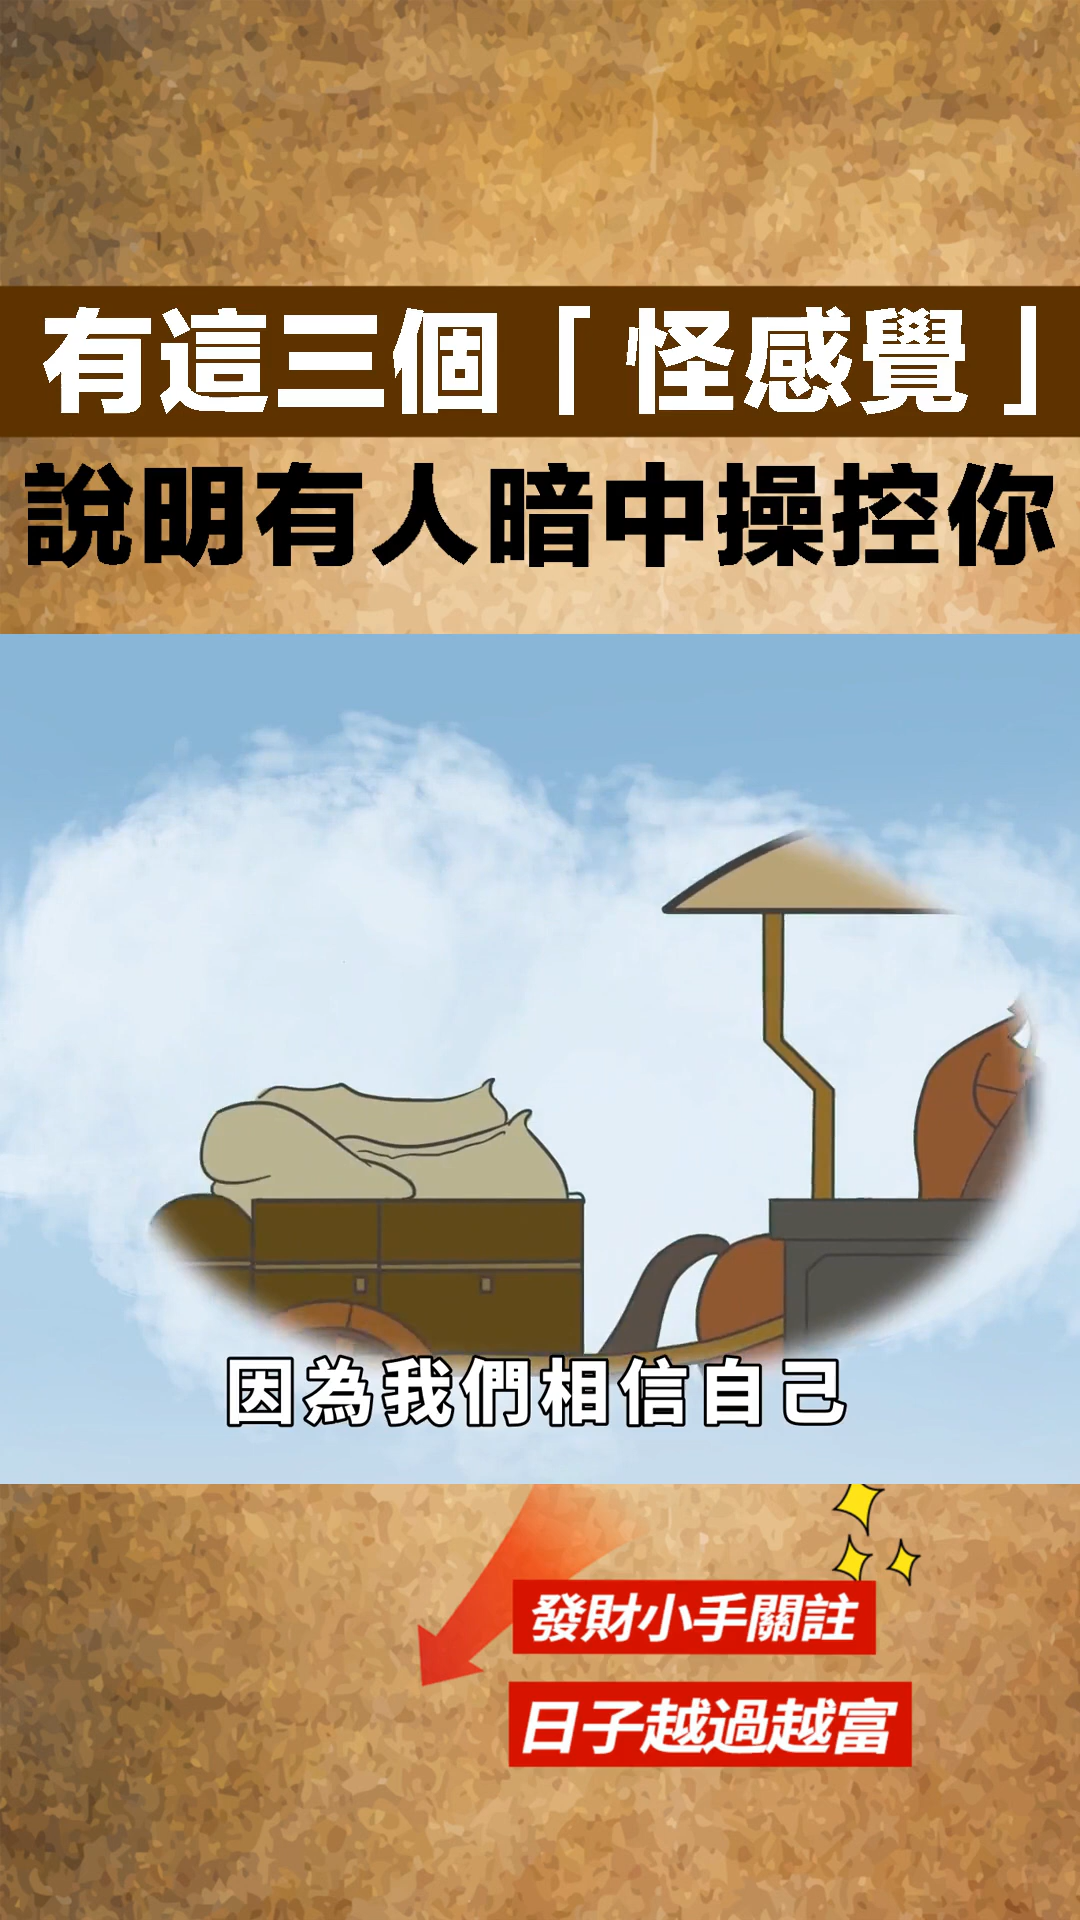 有這三個「怪感覺」
說明有人暗中操控你
因為我們相信自己
發財小手關註
日子越過越富